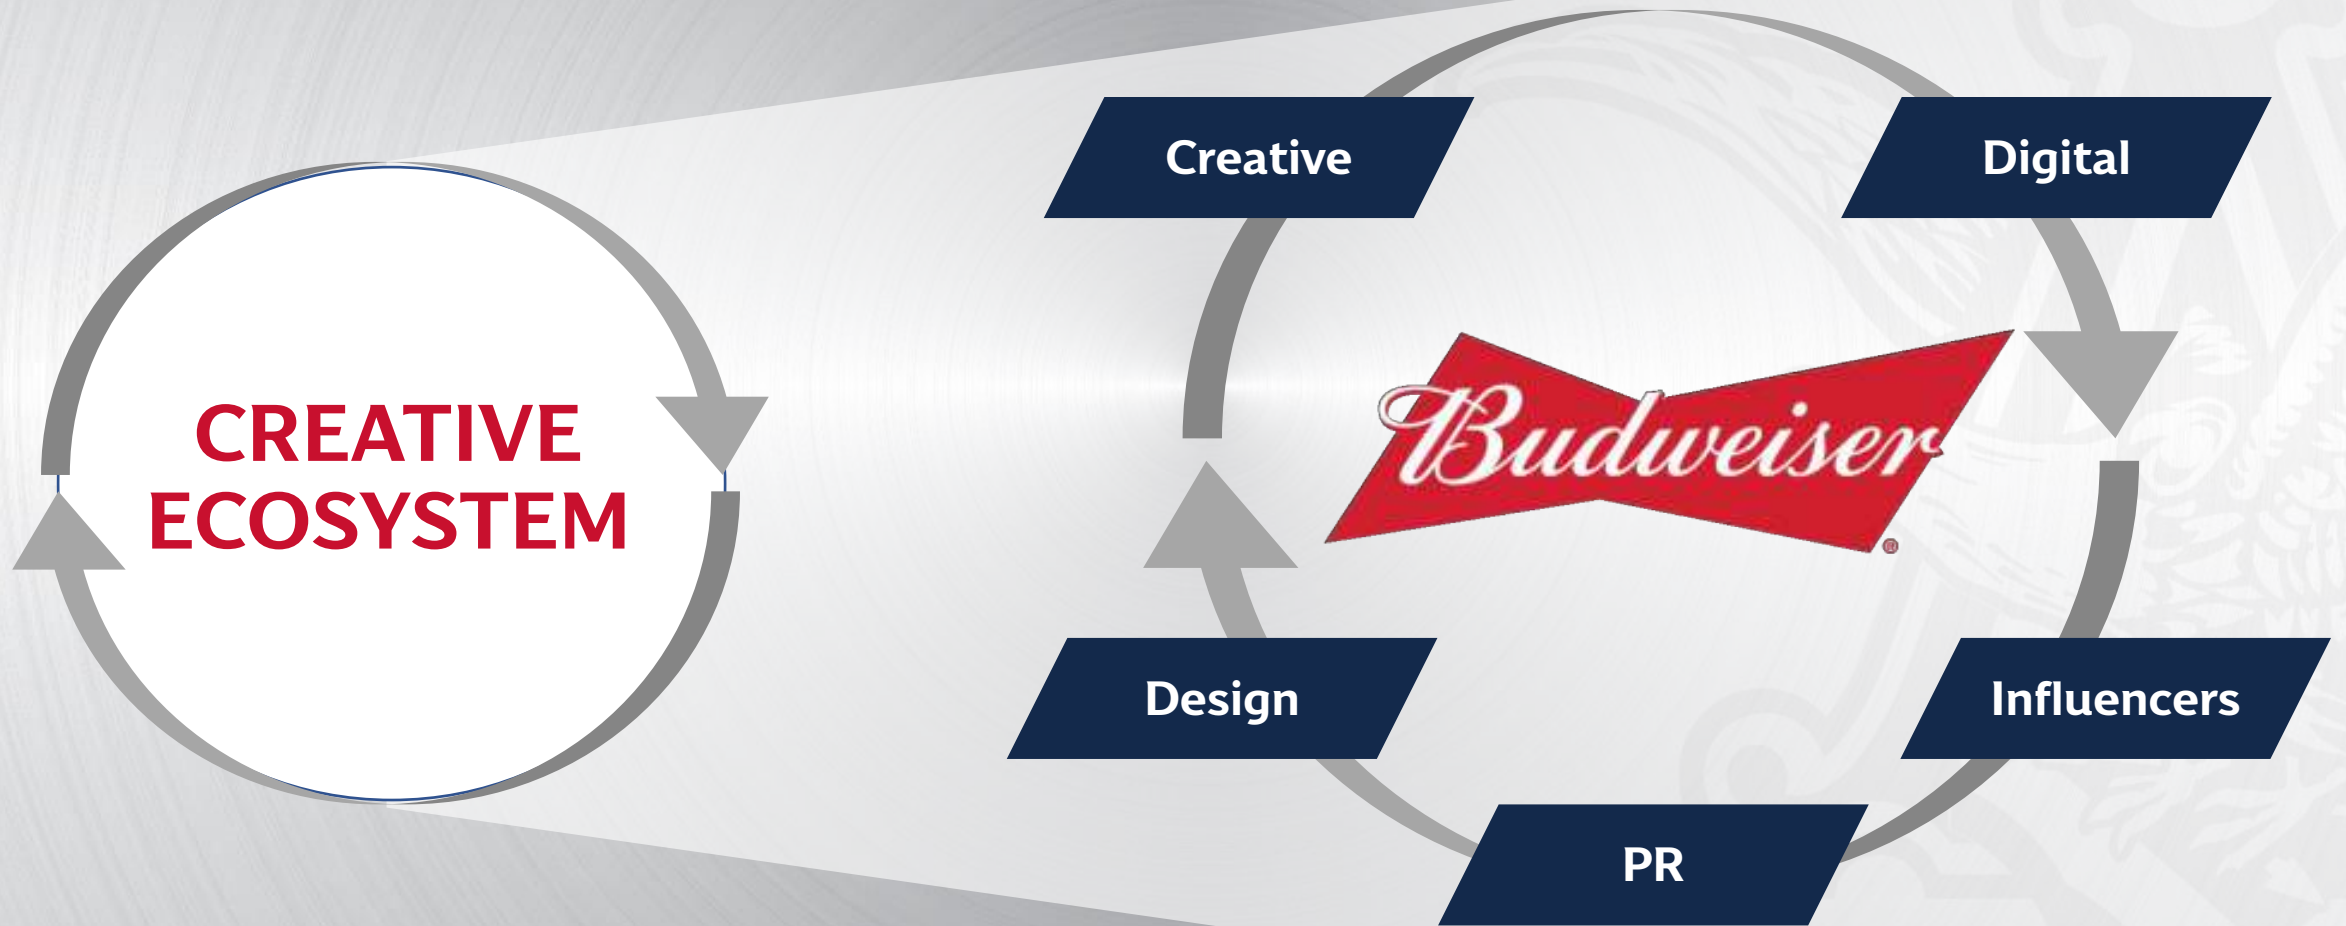 CREATIVE
ECOSYSTEM
Creative
Digital
Budweiser
®
Design
Influencers
PR